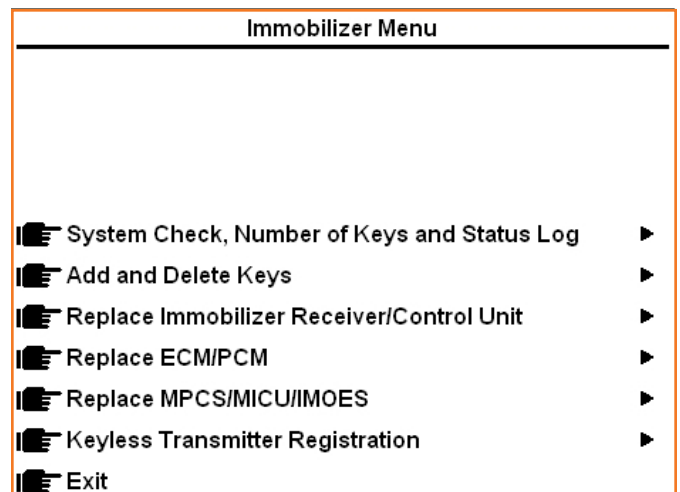 Immobilizer Menu
System Check, Number of Keys and Status Log
Add and Delete Keys
Replace Immobilizer Receiver/Control Unit
Replace ECM/PCM
Replace MPCS/MICU/IMOES
Keyless Transmitter Registration
Exit